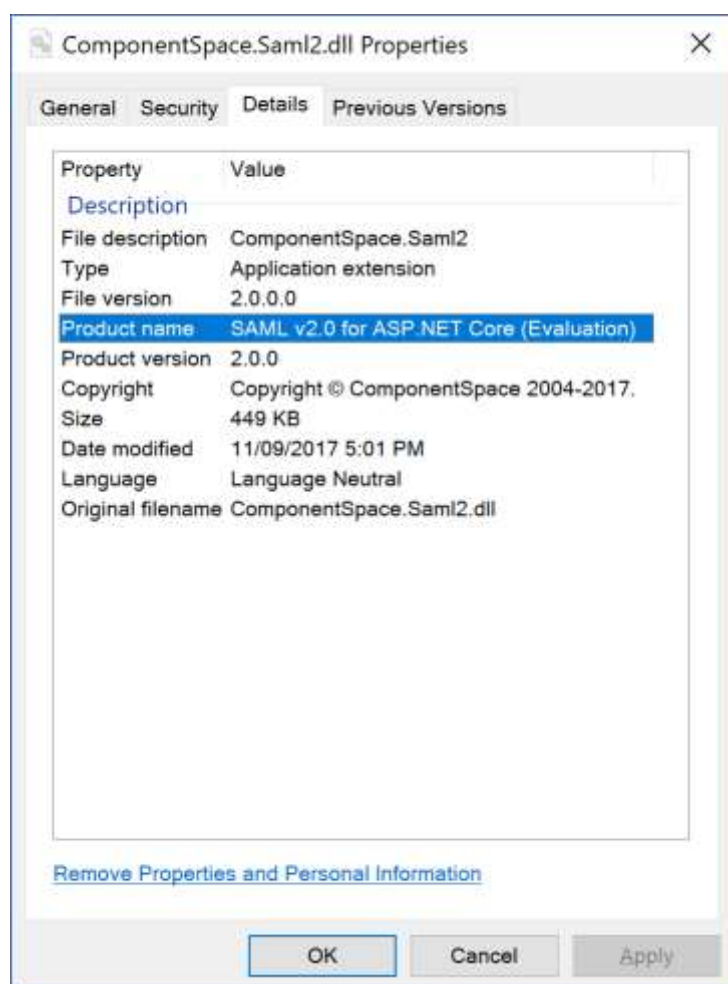 ComponentSpace.Saml2.dll Properties
General Security Details Previous Versions
Property Value
Description
File description ComponentSpace.Saml2
Type Application extension
File version 2.0.0.0
Product name SAML v2.0 for ASP.NET Core (Evaluation)
Product version 2.0.0
Copyright Copyright © ComponentSpace 2004-2017.
Size 449 KB
Date modified 11/09/2017 5:01 PM
Language Language Neutral
Original filename ComponentSpace.Saml2.dll
Remove Properties and Personal Information
OK Cancel Apply